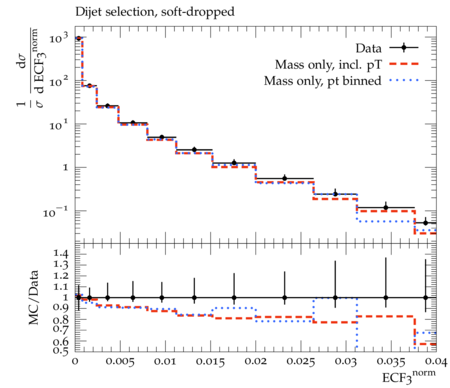 Dijet selection, soft-dropped
10^3
10^2
10^1
1
10^−1
1/σ dσ/d ECF3^norm
Data
Mass only, incl. pT
Mass only, pt binned
1.4
1.3
1.2
1.1
1
0.9
0.8
0.7
0.6
0.5
MC/Data
0 0.005 0.01 0.015 0.02 0.025 0.03 0.035 0.04
ECF3^norm